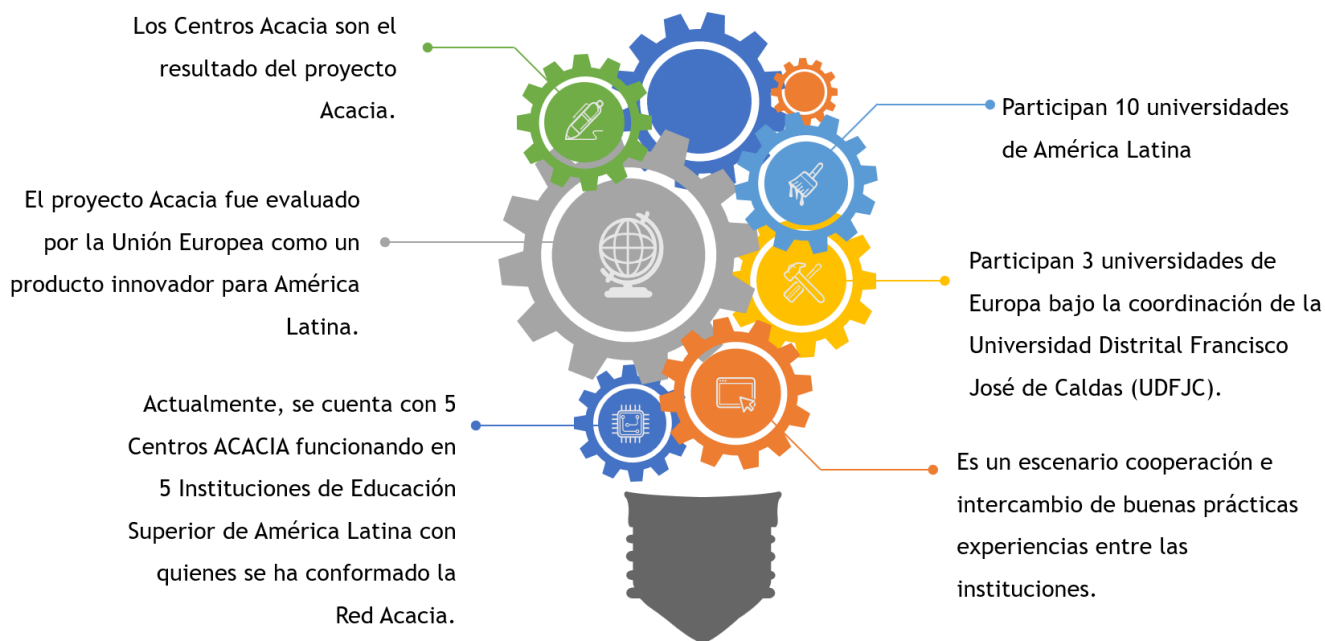 Los Centros Acacia son el
resultado del proyecto
Acacia.
El proyecto Acacia fue evaluado
por la Unión Europea como un
producto innovador para América
Latina.
Actualmente, se cuenta con 5
Centros ACACIA funcionando en
5 Instituciones de Educación
Superior de América Latina con
quienes se ha conformado la
Red Acacia.
Participan 10 universidades
de América Latina
Participan 3 universidades de
Europa bajo la coordinación de la
Universidad Distrital Francisco
José de Caldas (UDFJC).
Es un escenario cooperación e
intercambio de buenas prácticas
experiencias entre las
instituciones.